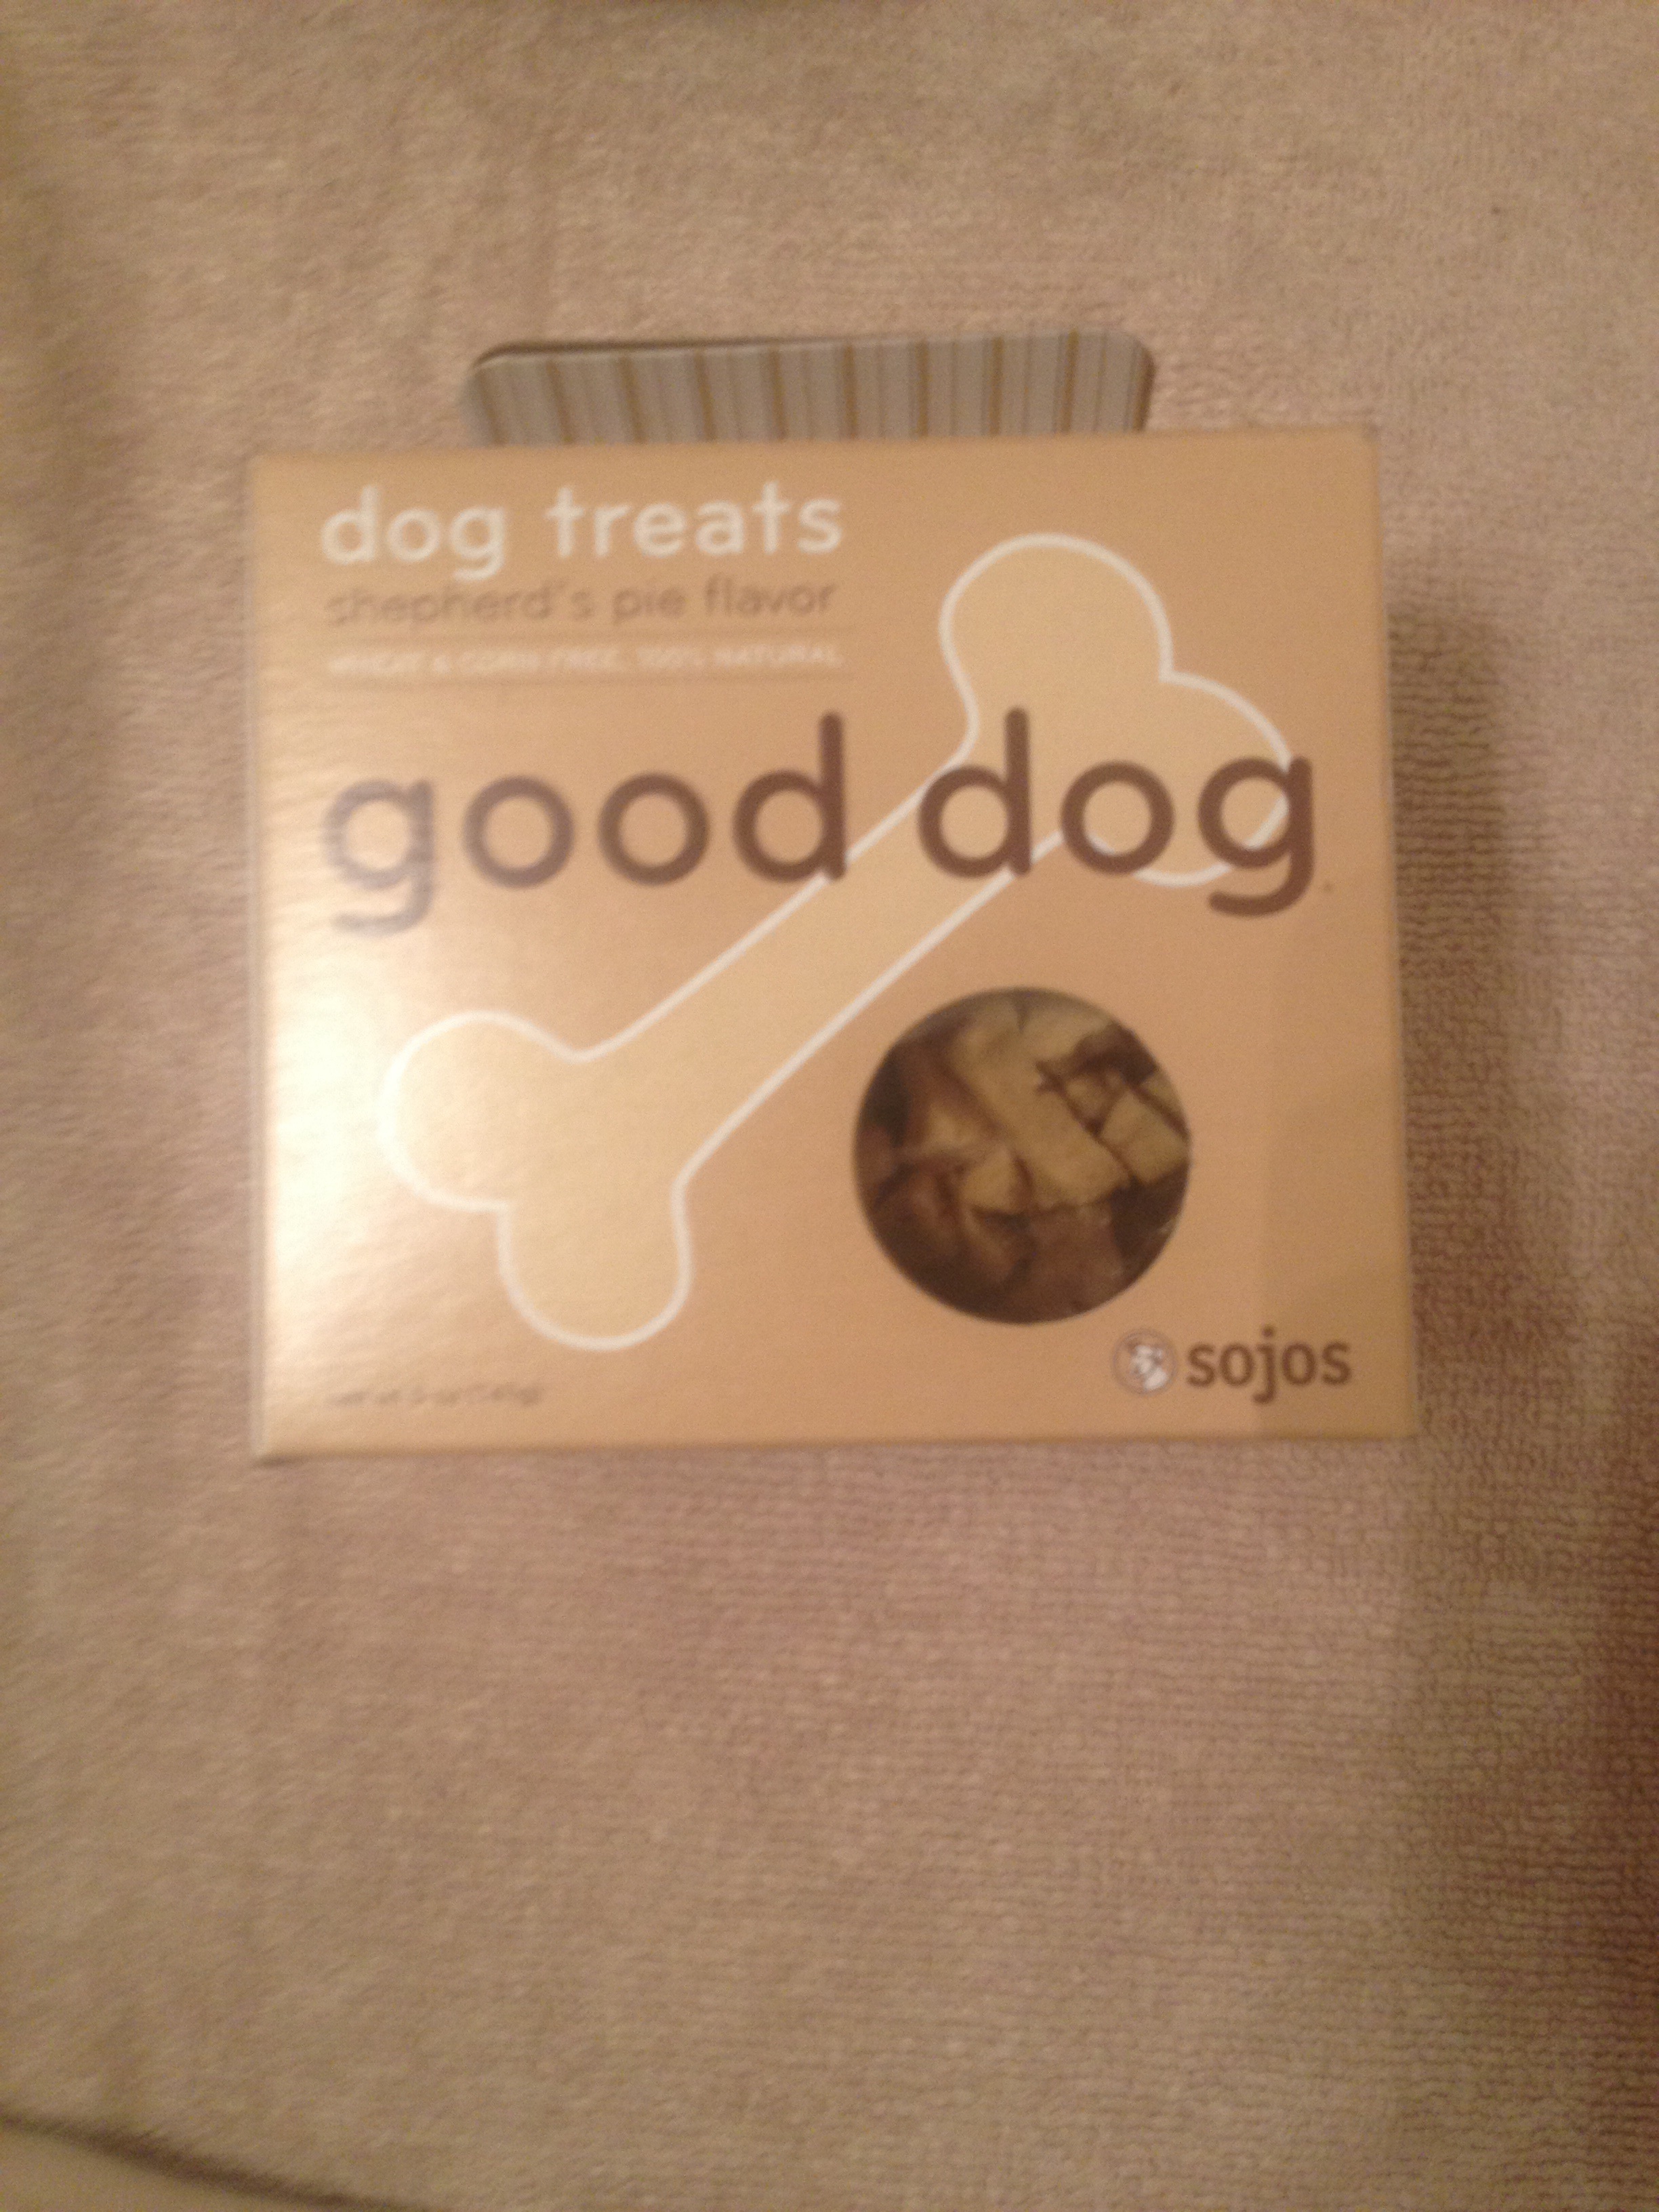 dog treats
shepherd's pie flavor
WHEAT & CORN FREE, 100% NATURAL
good dog
sojos